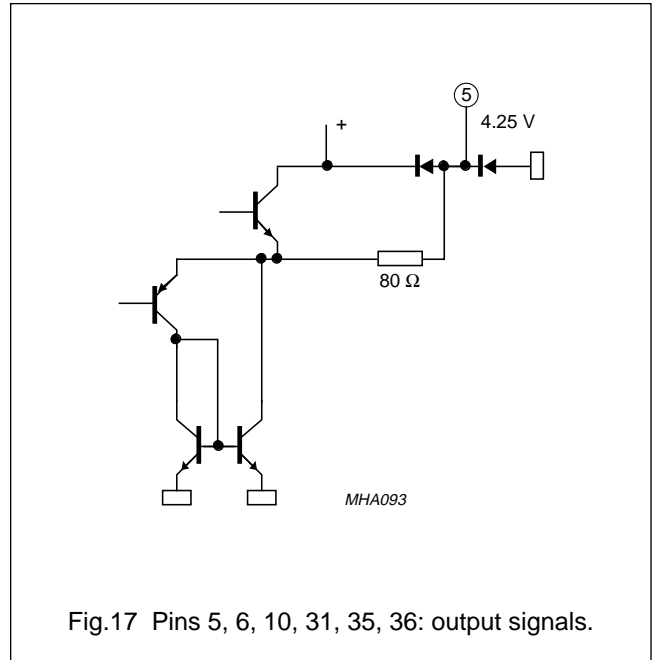 5
4.25 V
+
80 Ω
MHA093
Fig.17 Pins 5, 6, 10, 31, 35, 36: output signals.